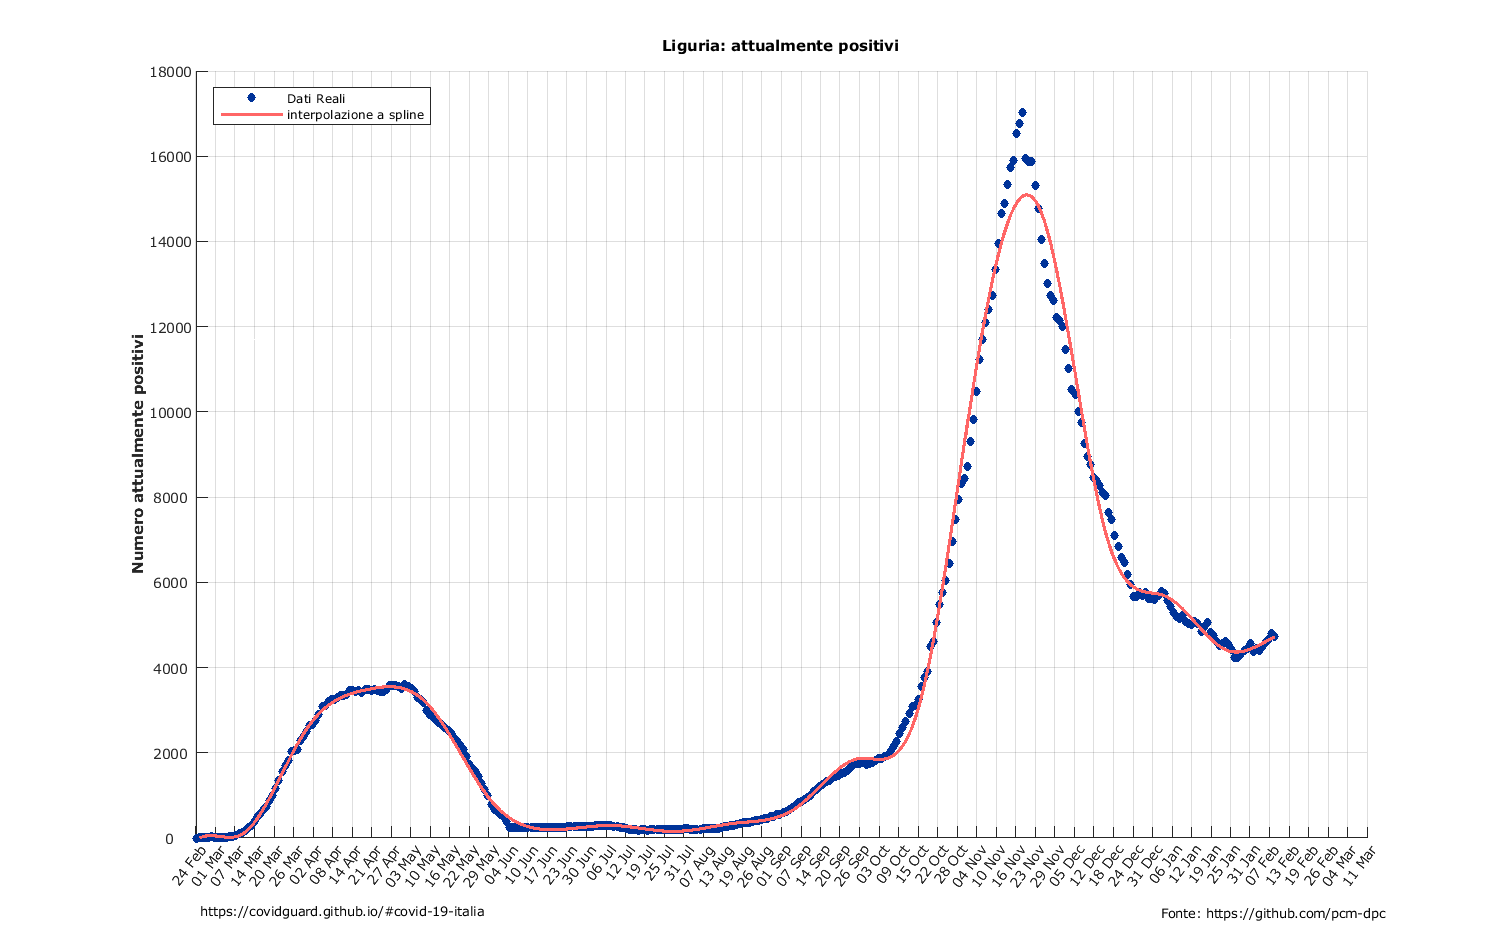 Liguria: attualmente positivi
Dati Reali
interpolazione a spline
Numero attualmente positivi
18000
16000
14000
12000
10000
8000
6000
4000
2000
0
24 Feb
01 Mar
07 Mar
14 Mar
20 Mar
26 Mar
02 Apr
08 Apr
14 Apr
21 Apr
27 Apr
03 May
10 May
16 May
22 May
29 May
04 Jun
10 Jun
17 Jun
23 Jun
30 Jun
06 Jul
12 Jul
19 Jul
25 Jul
31 Jul
07 Aug
13 Aug
19 Aug
26 Aug
01 Sep
07 Sep
14 Sep
20 Sep
26 Sep
03 Oct
09 Oct
15 Oct
22 Oct
28 Oct
04 Nov
10 Nov
16 Nov
23 Nov
29 Nov
05 Dec
12 Dec
18 Dec
24 Dec
31 Dec
06 Jan
12 Jan
19 Jan
25 Jan
31 Jan
07 Feb
13 Feb
19 Feb
26 Feb
04 Mar
11 Mar
https://covidguard.github.io/#covid-19-italia
Fonte: https://github.com/pcm-dpc